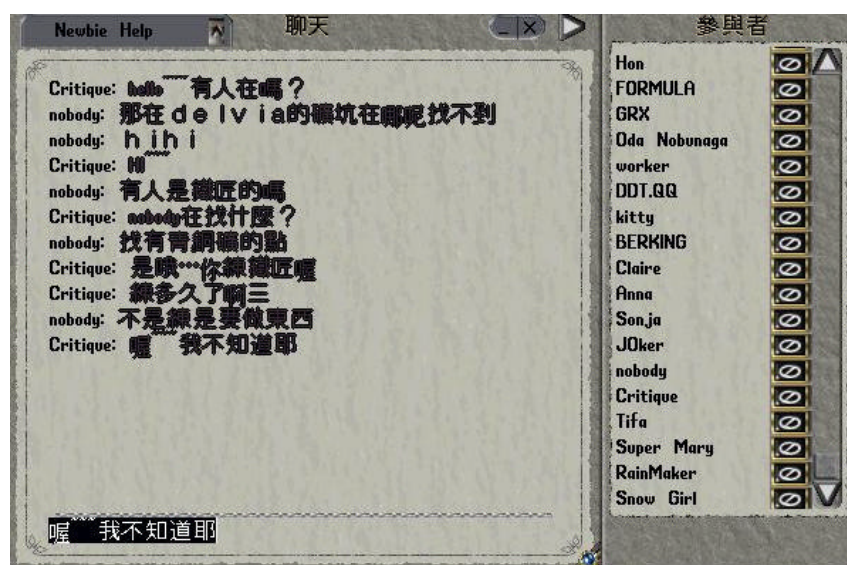 Newbie Help
聊天
參與者
Critique: hello~~~有人在嗎？
nobody: 那在ｄｅｌｖｉａ的礦坑在哪呢找不到
nobody: ｈｉｈｉ
Critique: HI~~~
nobody: 有人是鐵匠的嗎
Critique: nobody在找什麼？
nobody: 找有青銅礦的點
Critique: 是哦…你練鐵匠喔
Critique: 練多久了啊三
nobody: 不是練是要做東西
Critique: 喔~~~我不知道耶
喔~~~我不知道耶
Hon
FORMULA
GRX
Oda Nobunaga
worker
DDT.QQ
kitty
BERKING
Claire
Anna
Sonja
JOker
nobody
Critique
Tifa
Super Mary
RainMaker
Snow Girl